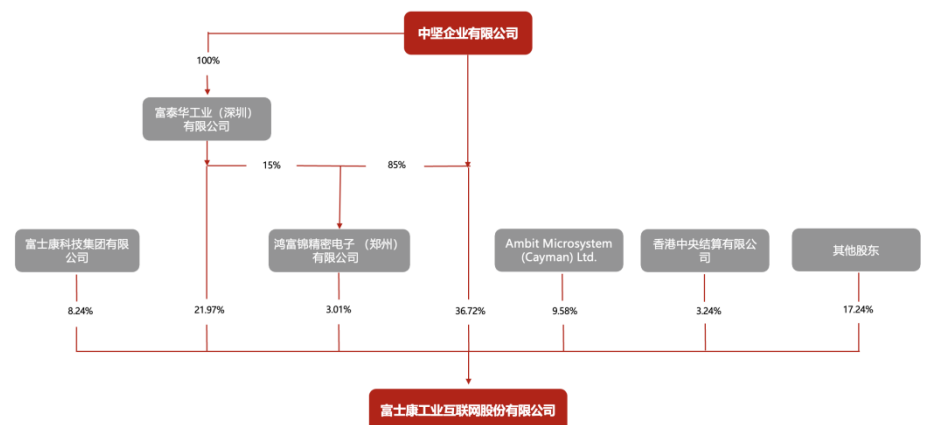 中坚企业有限公司
100%
富泰华工业（深圳）
有限公司
15%
85%
富士康科技集团有限
公司
鸿富锦精密电子 （郑州）
有限公司
Ambit Microsystem
(Cayman) Ltd.
香港中央结算有限公
司
其他股东
8.24%
21.97%
3.01%
36.72%
9.58%
3.24%
17.24%
富士康工业互联网股份有限公司